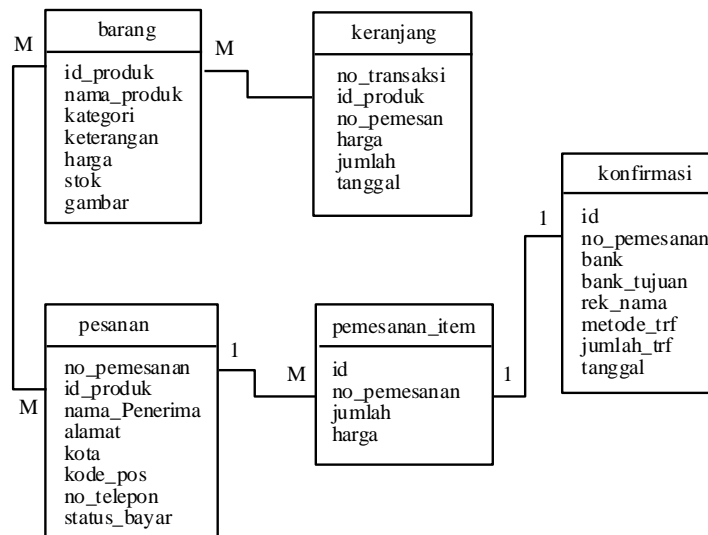 barang
M
id_produk
nama_produk
kategori
keterangan
harga
stok
gambar
M
keranjang
no_transaksi
id_produk
no_pemesan
harga
jumlah
tanggal
konfirmasi
1
id
no_pemesanan
bank
bank_tujuan
rek_nama
metode_trf
jumlah_trf
tanggal
pesanan
1
no_pemesanan
id_produk
M
nama_Penerima
alamat
kota
kode_pos
no_telepon
status_bayar
pemesanan_item
M
id
1
no_pemesanan
jumlah
harga